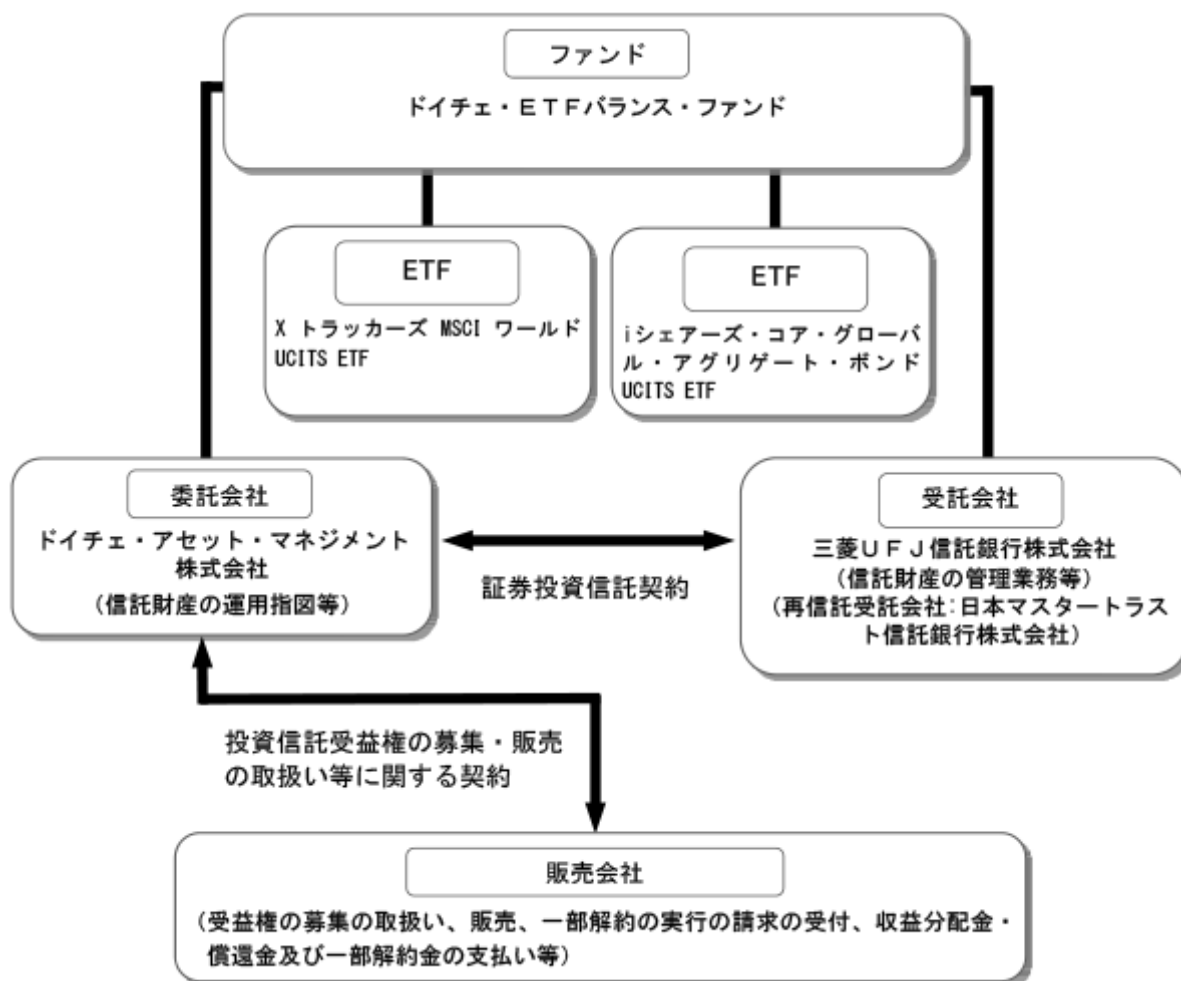 ファンド
ドイチェ・ＥＴＦバランス・ファンド
ETF
X トラッカーズ MSCI ワールド
UCITS ETF
ETF
iシェアーズ・コア・グローバ
ル・アグリゲート・ボンド
UCITS ETF
委託会社
ドイチェ・アセット・マネジメント
株式会社
(信託財産の運用指図等)
証券投資信託契約
受託会社
三菱ＵＦＪ信託銀行株式会社
(信託財産の管理業務等)
(再信託受託会社:日本マスタートラス
ト信託銀行株式会社)
投資信託受益権の募集・販売
の取扱い等に関する契約
販売会社
(受益権の募集の取扱い、販売、一部解約の実行の請求の受付、収益分配金・
償還金及び一部解約金の支払い等)